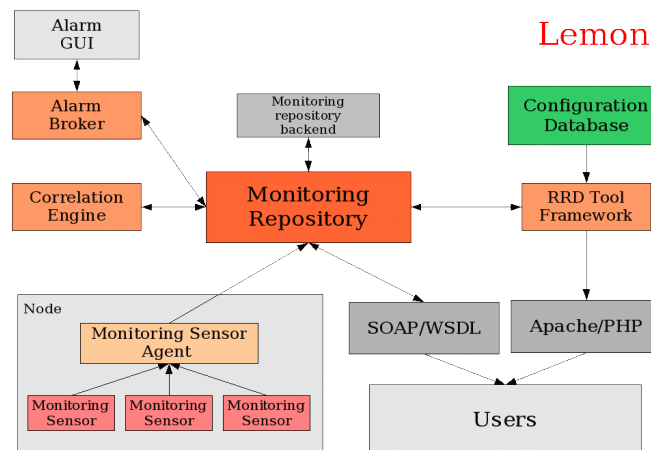 Lemon
Alarm
GUI
Alarm
Broker
Monitoring
repository
backend
Configuration
Database
Correlation
Engine
Monitoring
Repository
RRD Tool
Framework
Node
Monitoring Sensor
Agent
SOAP/WSDL
Apache/PHP
Monitoring
Sensor
Monitoring
Sensor
Monitoring
Sensor
Users